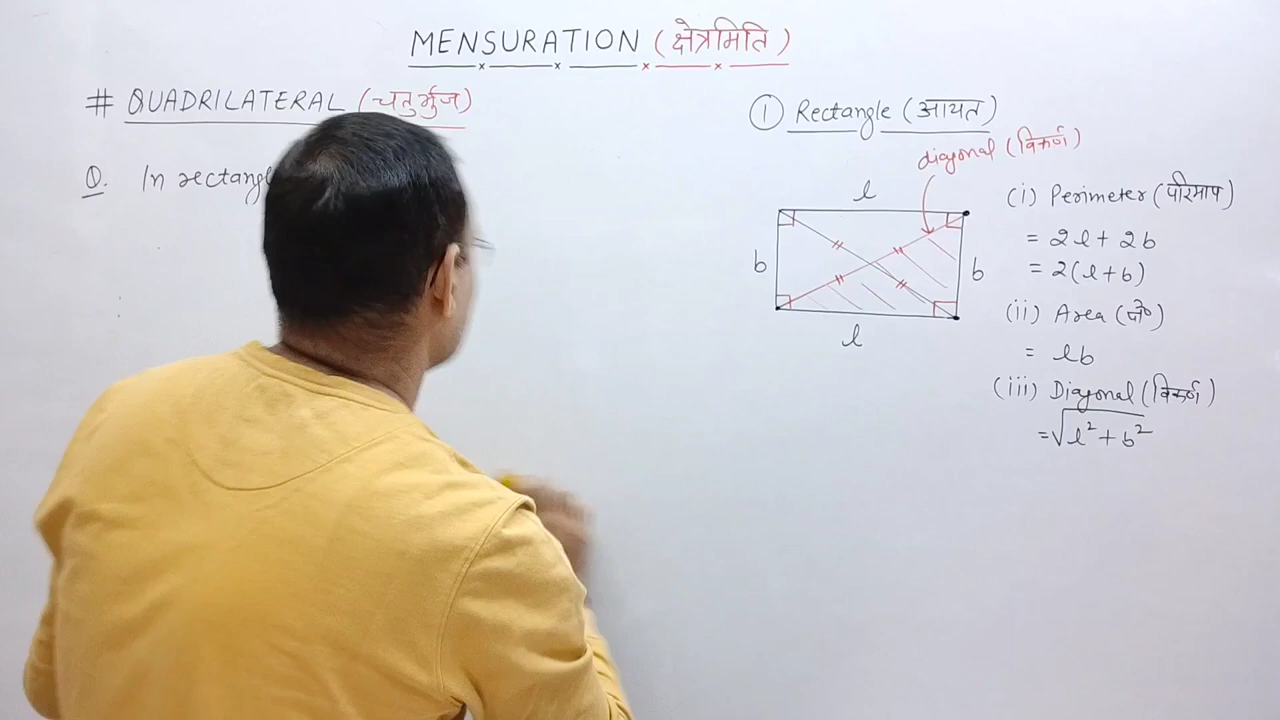 MENSURATION (क्षेत्रमिति)
# QUADRILATERAL (चतुर्भुज)
Q. In rectangle
① Rectangle (आयत)
diagonal (विकर्ण)
l
b
b
l
(i) Perimeter (परिमाप)
= 2l + 2b
= 2(l+b)
(ii) Area (क्षे०)
= lb
(iii) Diagonal (विकर्ण)
= √l² + b²